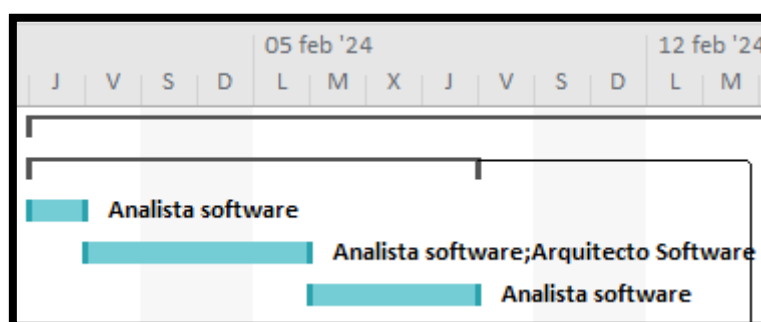 05 feb '24 12 feb '24
J V S D L M X J V S D L M
Analista software
Analista software;Arquitecto Software
Analista software